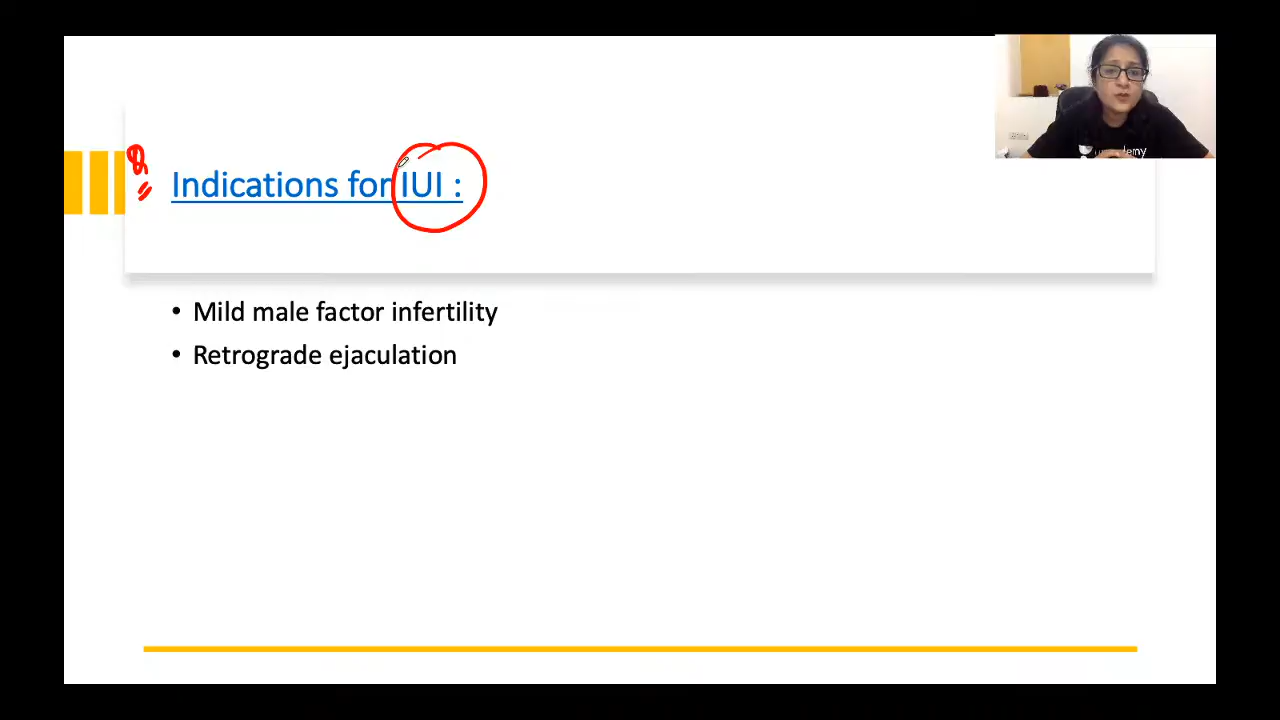 Indications for IUI :
• Mild male factor infertility
• Retrograde ejaculation